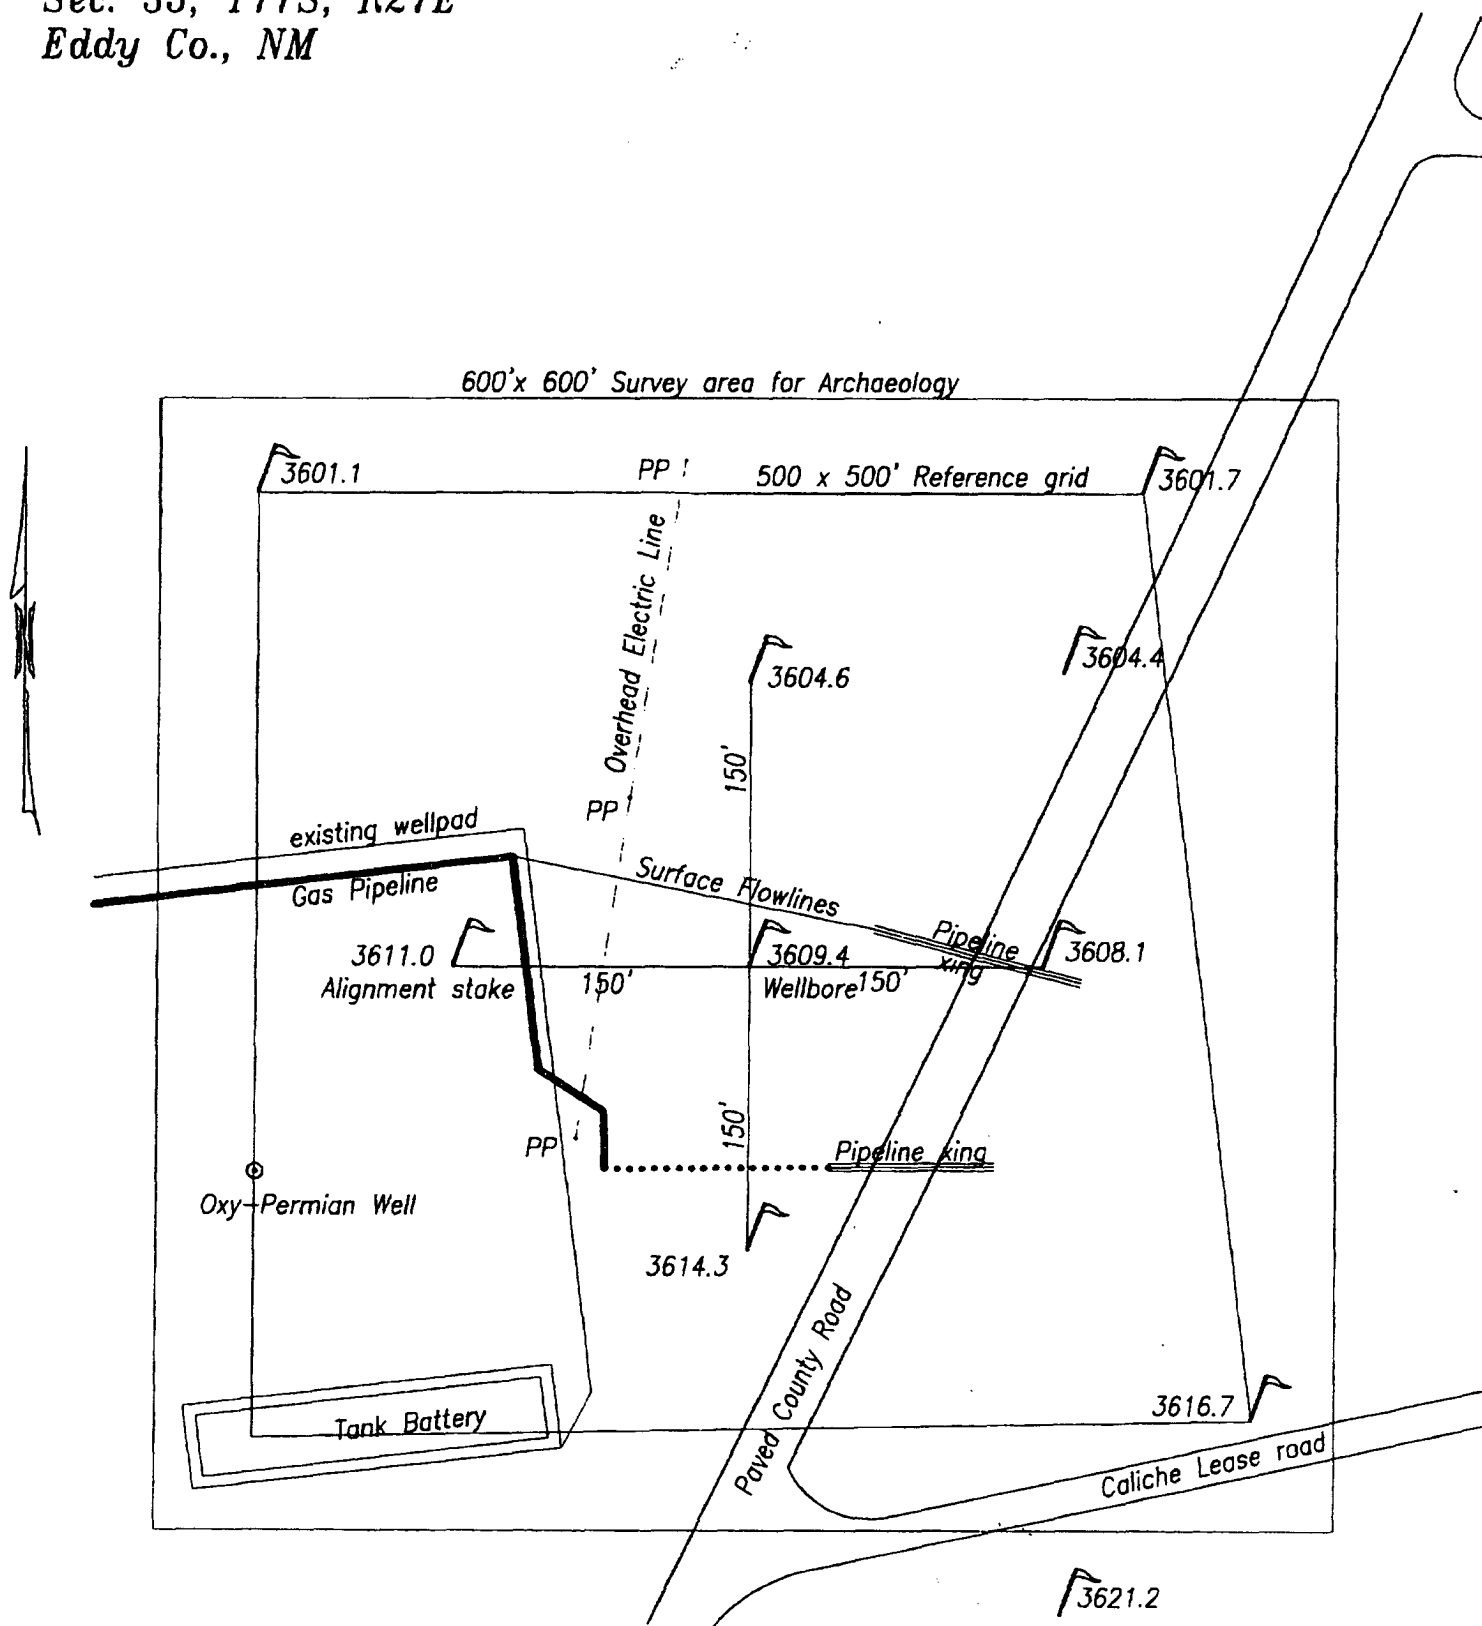 Eddy Co., NM
600'x 600' Survey area for Archaeology
3601.1
PP
500 x 500' Reference grid
3601.7
Overhead Electric Line
3604.6
3604.4
150'
PP
existing wellpad
Gas Pipeline
Surface Flowlines
3611.0
Alignment stake
150'
3609.4
Wellbore
150'
Pipeline
xing
3608.1
150'
PP
Pipeline xing
Oxy-Permian Well
3614.3
Paved County Road
3616.7
Tank Battery
Caliche Lease road
3621.2